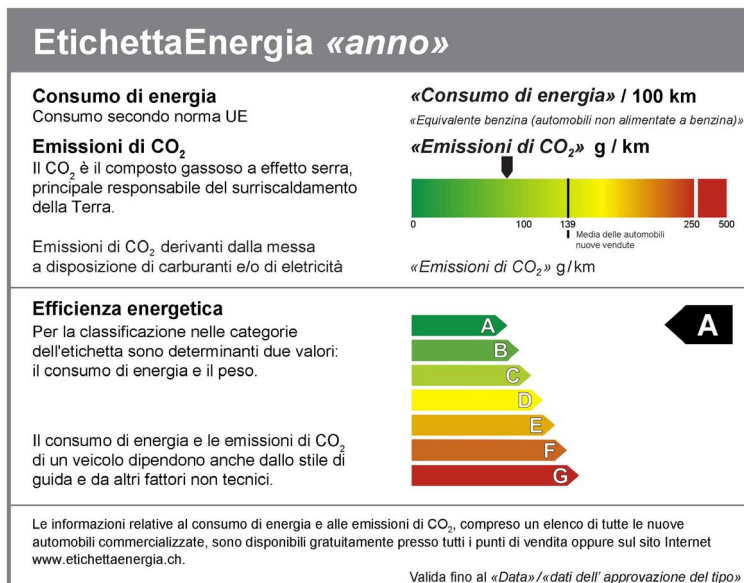 EtichettaEnergia «anno»
Consumo di energia
Consumo secondo norma UE
«Consumo di energia» / 100 km
«Equivalente benzina (automobili non alimentate a benzina)»
Emissioni di CO₂
Il CO₂ è il composto gassoso a effetto serra,
principale responsabile del surriscaldamento
della Terra.
«Emissioni di CO₂» g / km
0 100 139 250 500
Media delle automobili
nuove vendute
Emissioni di CO₂ derivanti dalla messa
a disposizione di carburanti e/o di eletricità
«Emissioni di CO₂» g/km
Efficienza energetica
Per la classificazione nelle categorie
dell'etichetta sono determinanti due valori:
il consumo di energia e il peso.
Il consumo di energia e le emissioni di CO₂
di un veicolo dipendono anche dallo stile di
guida e da altri fattori non tecnici.
A
B
C
D
E
F
G
A
Le informazioni relative al consumo di energia e alle emissioni di CO₂, compreso un elenco di tutte le nuove
automobili commercializzate, sono disponibili gratuitamente presso tutti i punti di vendita oppure sul sito Internet
www.etichettaenergia.ch.
Valida fino al «Data»/«dati dell' approvazione del tipo»